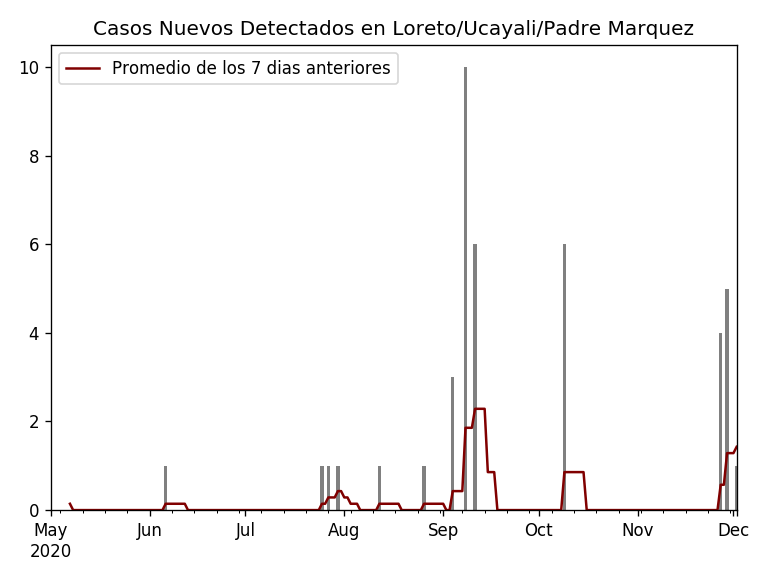 Casos Nuevos Detectados en Loreto/Ucayali/Padre Marquez
Promedio de los 7 dias anteriores
10
8
6
4
2
0
May Jun Jul Aug Sep Oct Nov Dec
2020